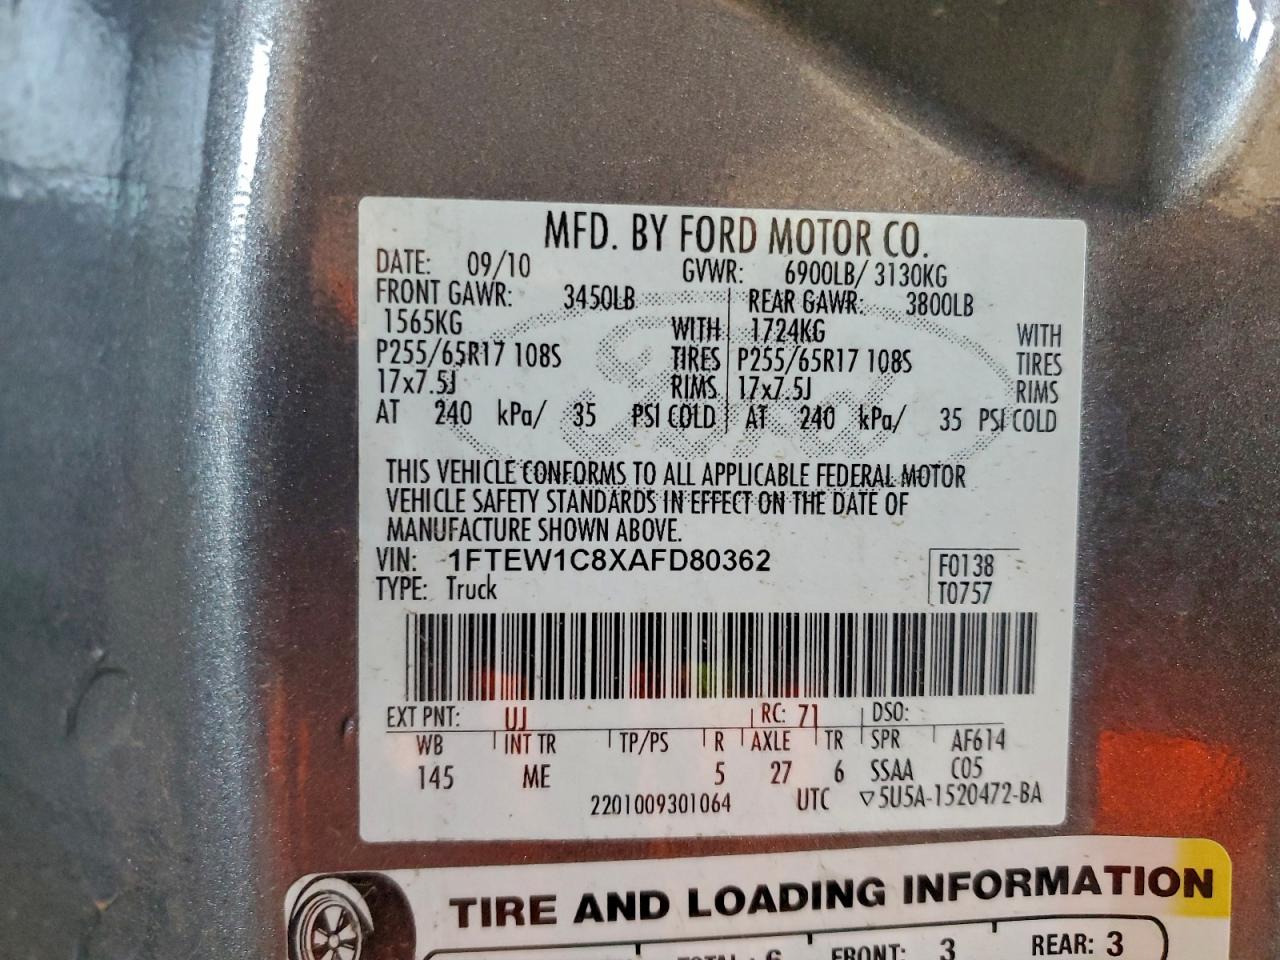 MFD. BY FORD MOTOR CO.
DATE: 09/10 GVWR: 6900LB/ 3130KG
FRONT GAWR: 3450LB REAR GAWR: 3800LB
1565KG WITH 1724KG WITH
P255/65R17 108S TIRES P255/65R17 108S TIRES
17x7.5J RIMS 17x7.5J RIMS
AT 240 kPa/ 35 PSI COLD AT 240 kPa/ 35 PSI COLD
THIS VEHICLE CONFORMS TO ALL APPLICABLE FEDERAL MOTOR
VEHICLE SAFETY STANDARDS IN EFFECT ON THE DATE OF
MANUFACTURE SHOWN ABOVE.
VIN: 1FTEW1C8XAFD80362 F0138
TYPE: Truck T0757
EXT PNT: UJ RC: 71 DSO:
WB INT TR TP/PS R AXLE TR SPR AF614
145 ME 5 27 6 SSAA C05
2201009301064 UTC ▽5U5A-1520472-BA
TIRE AND LOADING INFORMATION
TOTAL: 6 FRONT: 3 REAR: 3